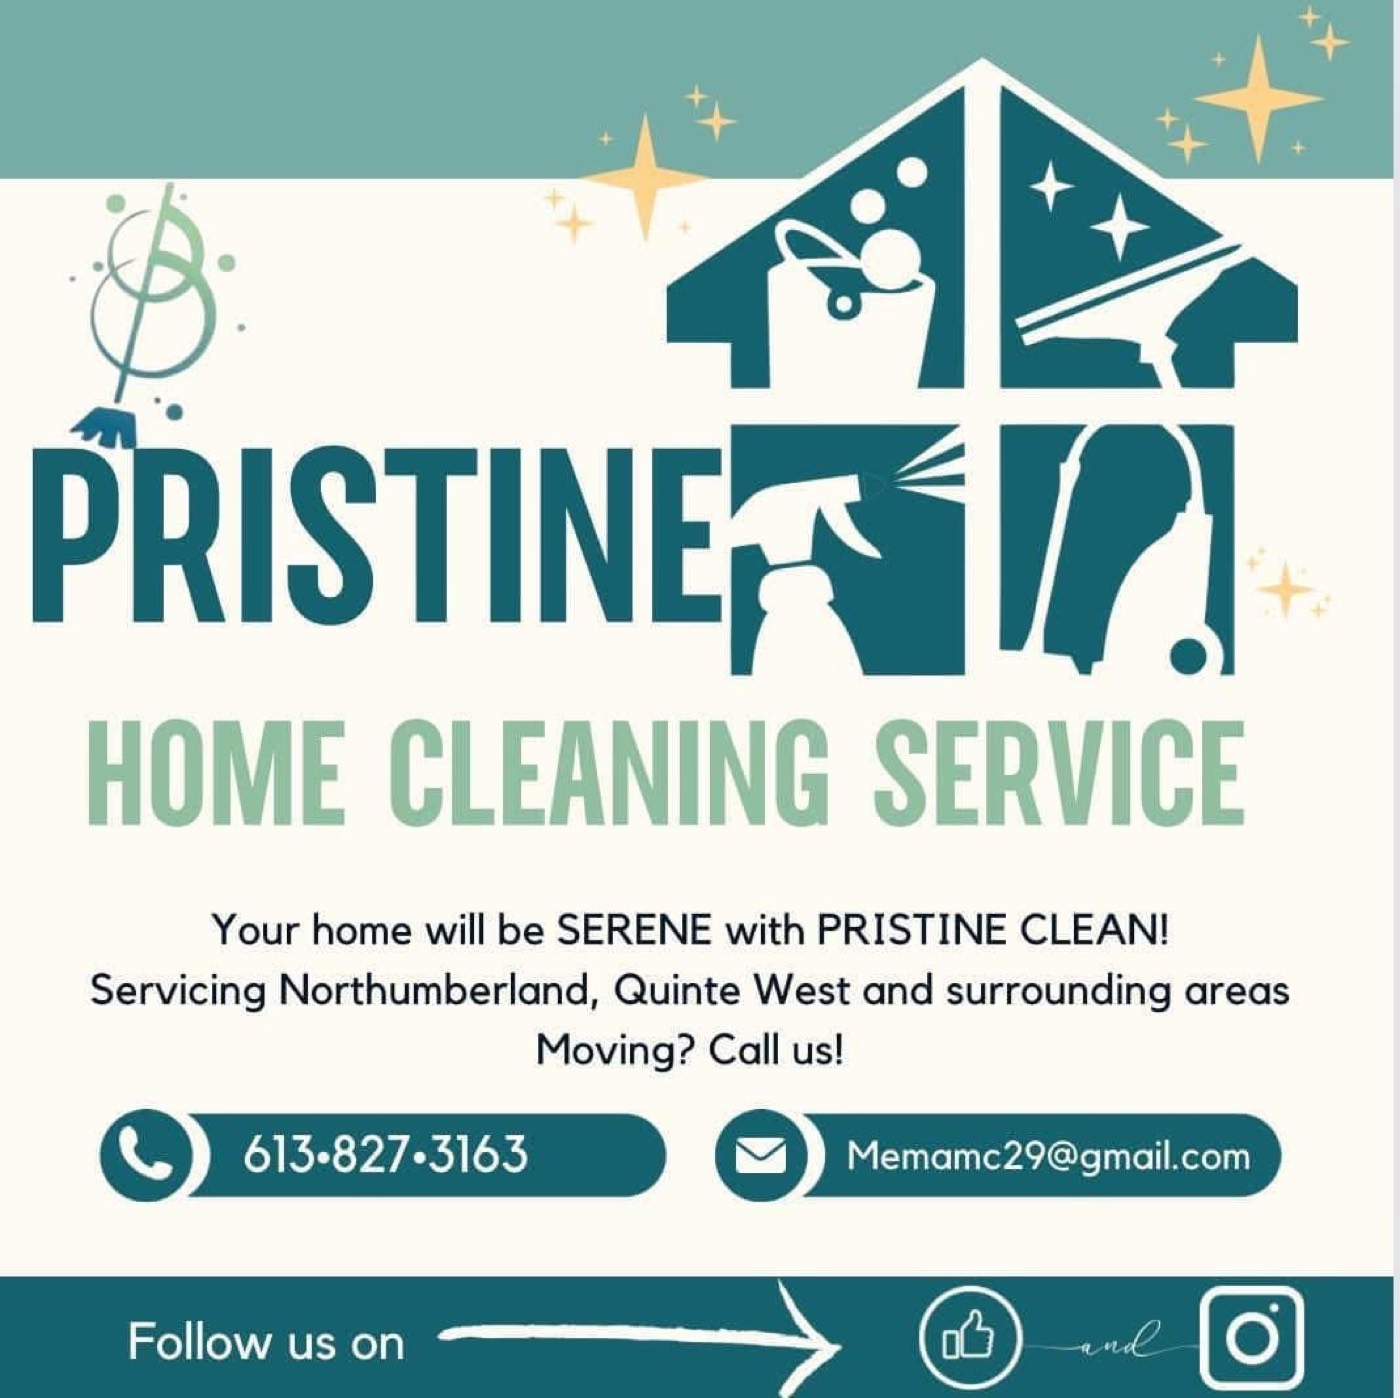 PRISTINE
HOME CLEANING SERVICE
Your home will be SERENE with PRISTINE CLEAN!
Servicing Northumberland, Quinte West and surrounding areas
Moving? Call us!
613•827•3163
Memamc29@gmail.com
Follow us on
and